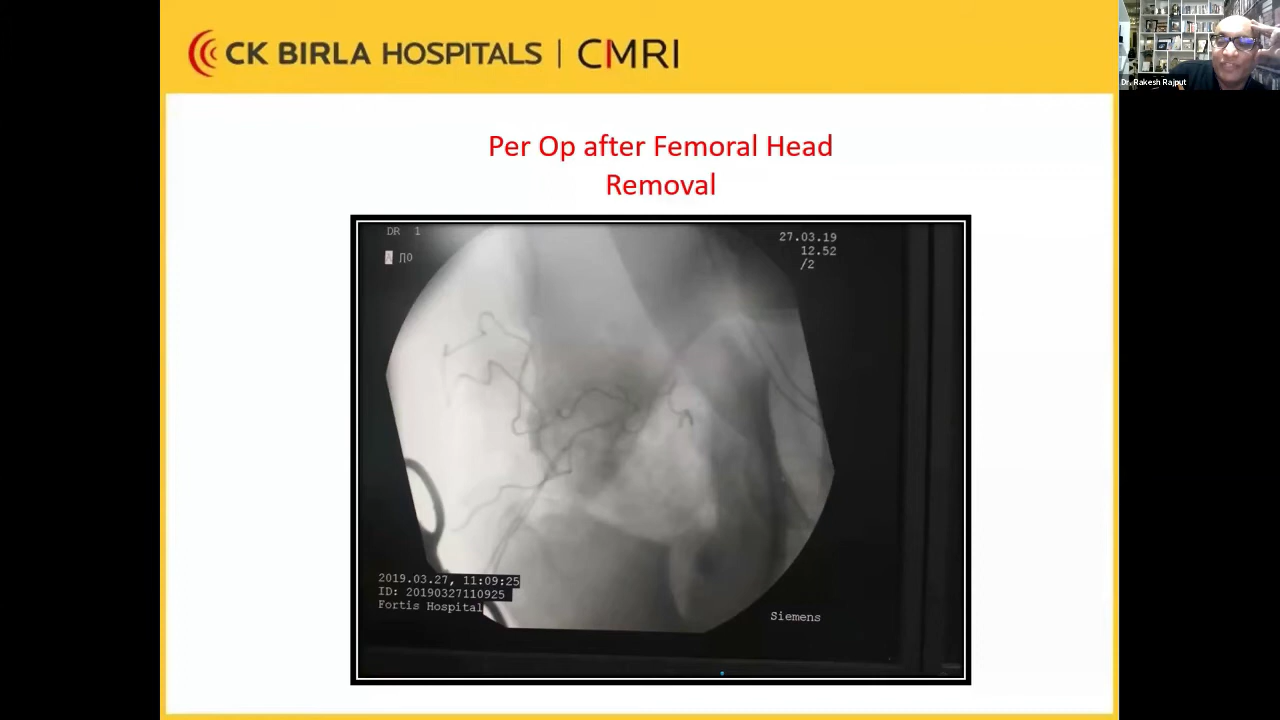 CK BIRLA HOSPITALS | CMRI
Dr. Rakesh Rajput
Per Op after Femoral Head
Removal
DR 1
27.03.19
12.52
/2
2019.03.27, 11:09:25
ID: 20190327110925
Fortis Hospital
Siemens